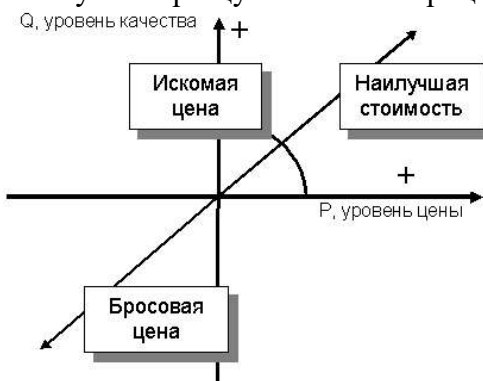 Q, уровень качества
+
Искомая
цена
Наилучшая
стоимость
+
P, уровень цены
Бросовая
цена